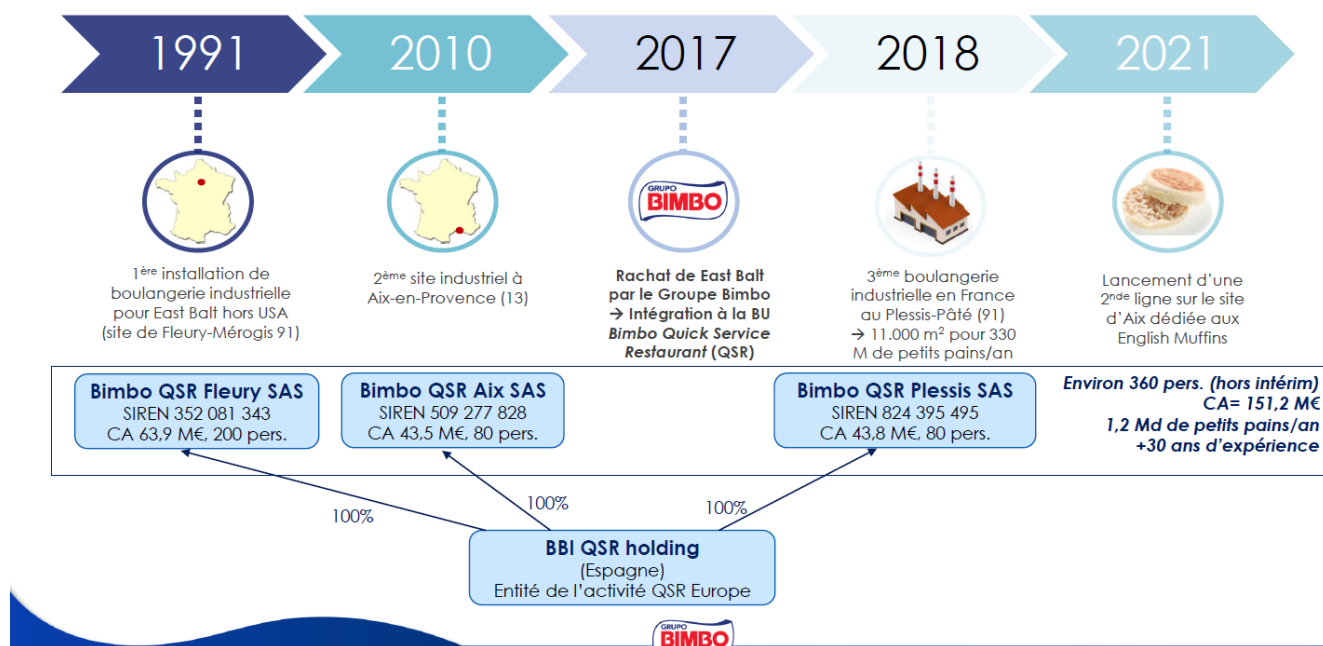 1991
2010
2017
2018
2021
GRUPO
BIMBO
1ère installation de
boulangerie industrielle
pour East Balt hors USA
(site de Fleury-Mérogis 91)
2ème site industriel à
Aix-en-Provence (13)
Rachat de East Balt
par le Groupe Bimbo
→ Intégration à la BU
Bimbo Quick Service
Restaurant (QSR)
3ème boulangerie
industrielle en France
au Plessis-Pâté (91)
→ 11.000 m² pour 330
M de petits pains/an
Lancement d'une
2nde ligne sur le site
d'Aix dédiée aux
English Muffins
Bimbo QSR Fleury SAS
SIREN 352 081 343
CA 63,9 M€, 200 pers.
Bimbo QSR Aix SAS
SIREN 509 277 828
CA 43,5 M€, 80 pers.
Bimbo QSR Plessis SAS
SIREN 824 395 495
CA 43,8 M€, 80 pers.
Environ 360 pers. (hors intérim)
CA= 151,2 M€
1,2 Md de petits pains/an
+30 ans d'expérience
100%
100%
100%
BBI QSR holding
(Espagne)
Entité de l'activité QSR Europe
GRUPO
BIMBO